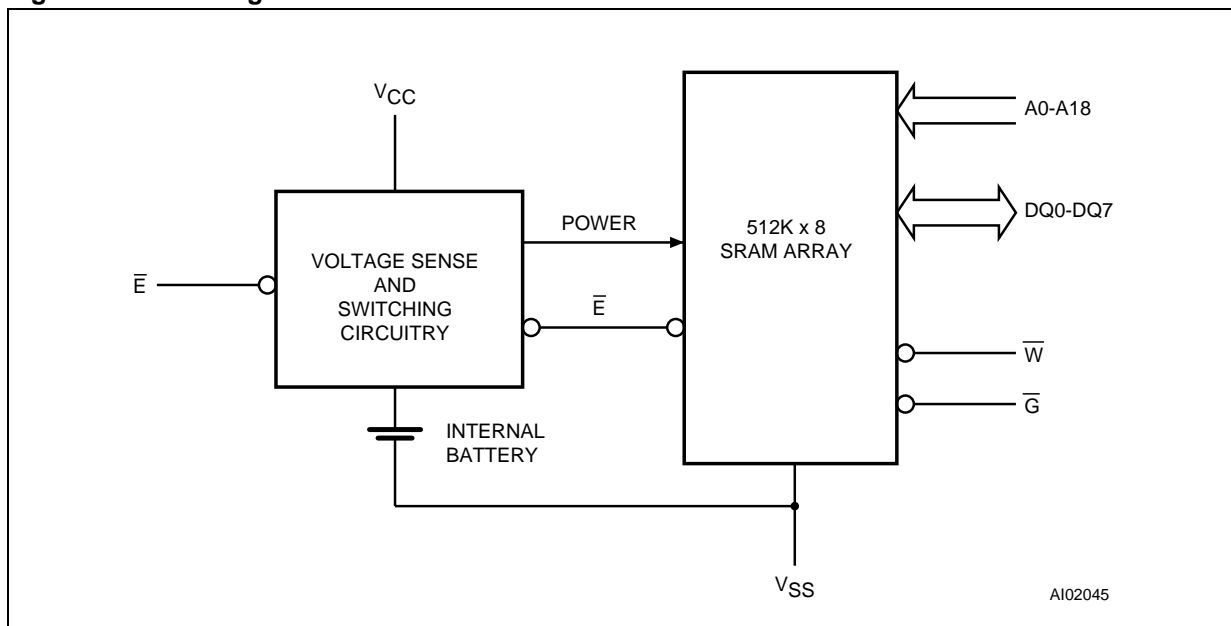 VCC
A0-A18
DQ0-DQ7
POWER
512K x 8
SRAM ARRAY
VOLTAGE SENSE
AND
SWITCHING
CIRCUITRY
E̅
E̅
W̅
G̅
INTERNAL
BATTERY
VSS
AI02045